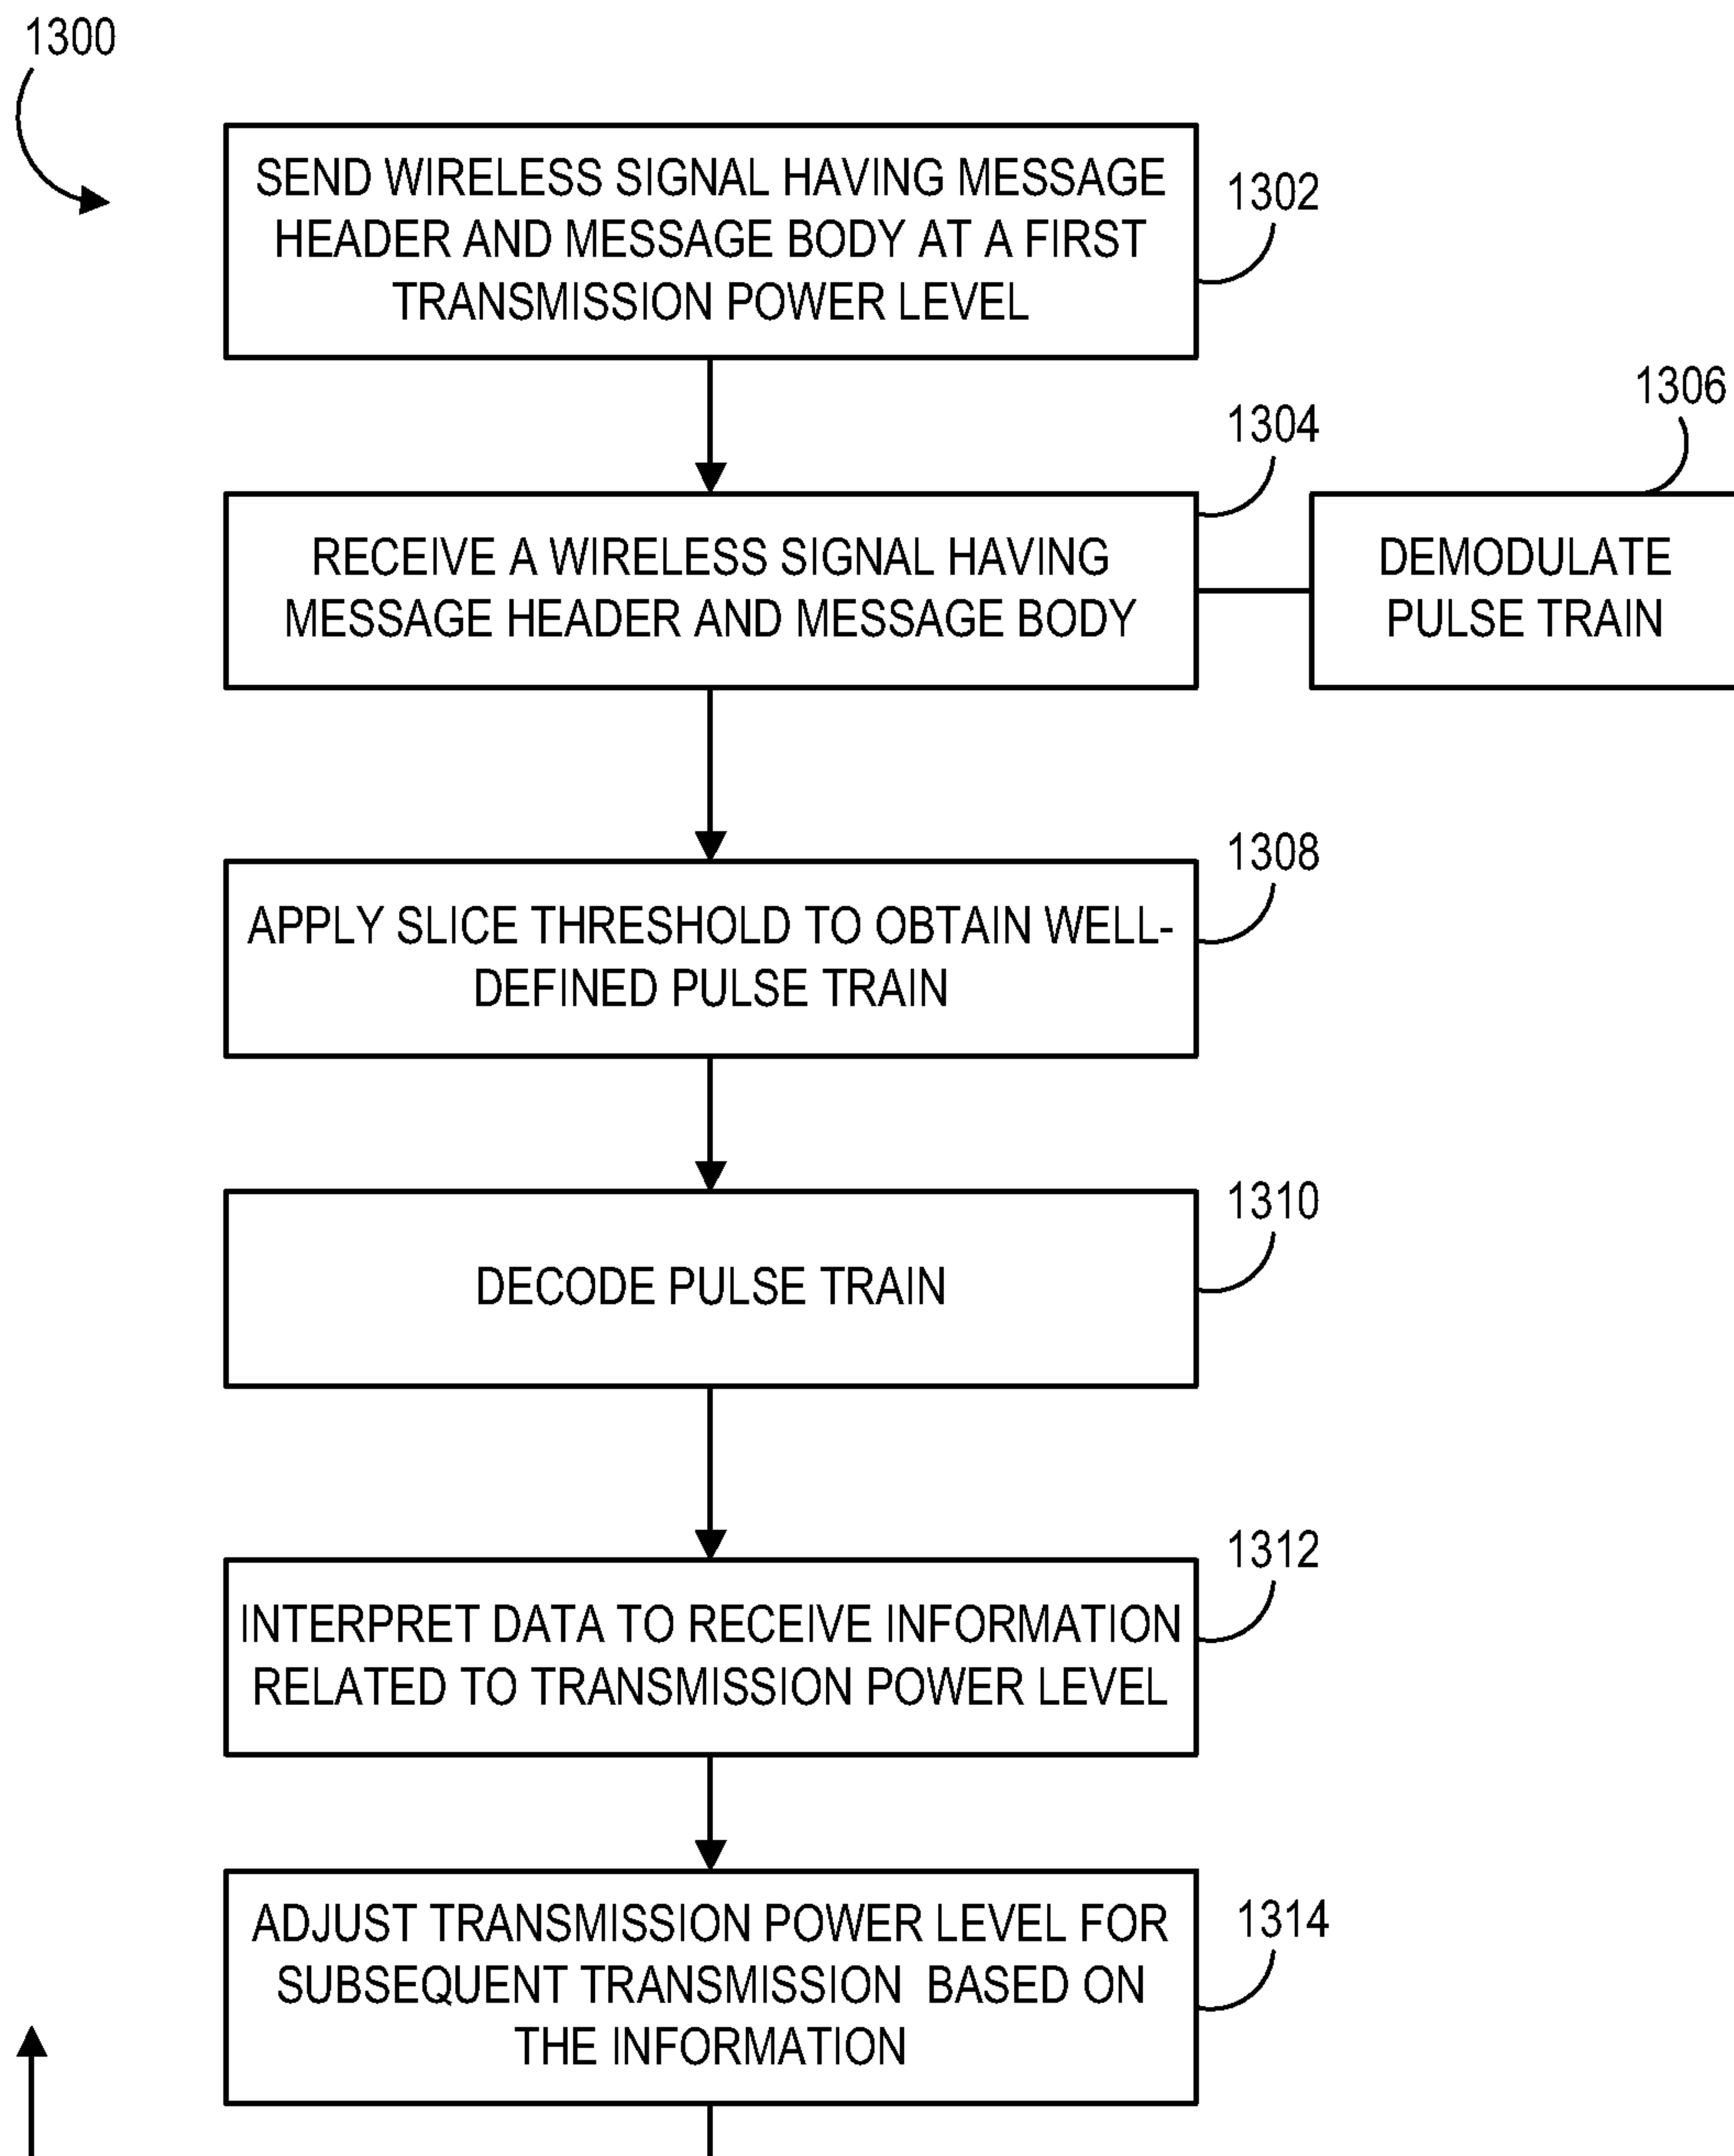 1300
SEND WIRELESS SIGNAL HAVING MESSAGE
HEADER AND MESSAGE BODY AT A FIRST
TRANSMISSION POWER LEVEL
1302
1304
1306
RECEIVE A WIRELESS SIGNAL HAVING
MESSAGE HEADER AND MESSAGE BODY
DEMODULATE
PULSE TRAIN
1308
APPLY SLICE THRESHOLD TO OBTAIN WELL-
DEFINED PULSE TRAIN
1310
DECODE PULSE TRAIN
1312
INTERPRET DATA TO RECEIVE INFORMATION
RELATED TO TRANSMISSION POWER LEVEL
ADJUST TRANSMISSION POWER LEVEL FOR
SUBSEQUENT TRANSMISSION BASED ON
THE INFORMATION
1314